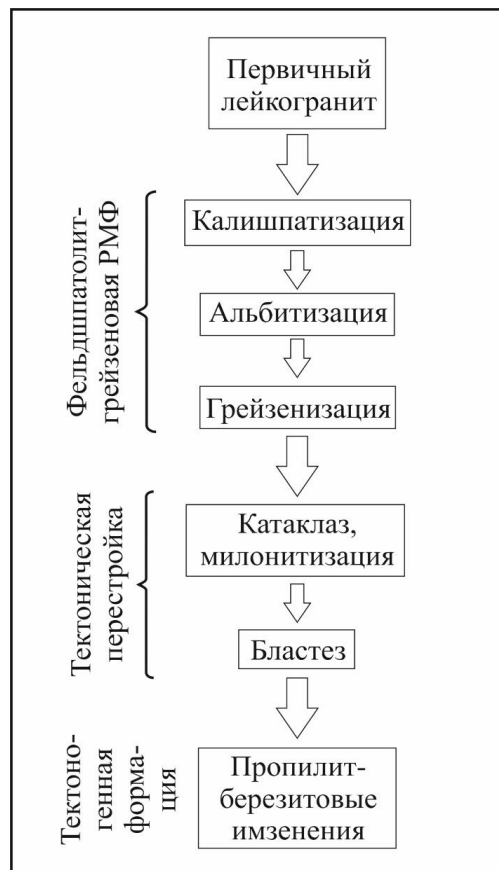 Первичный
лейкогранит
Фельдшпатолит-
грейзеновая РМФ
Калишпатизация
Альбитизация
Грейзенизация
Тектоническая
перестройка
Катаклаз,
милонитизация
Бластез
Тектоно-
генная
форма-
ция
Пропилит-
березитовые
имзенения